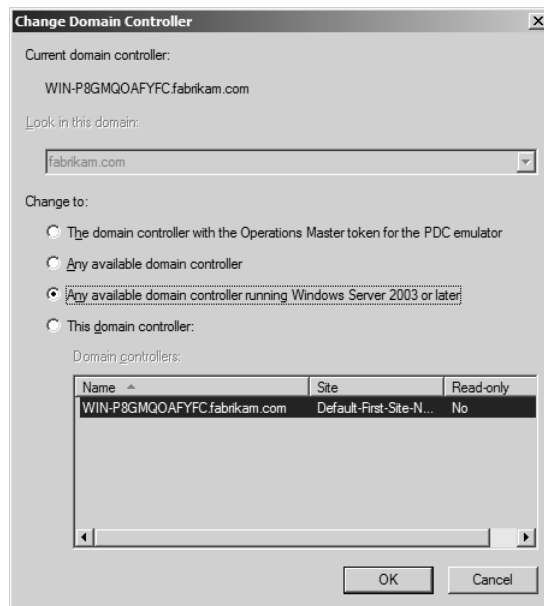 Change Domain Controller
Current domain controller:
WIN-P8GMQOAFYFC.fabrikam.com
Look in this domain:
fabrikam.com
Change to:
The domain controller with the Operations Master token for the PDC emulator
Any available domain controller
Any available domain controller running Windows Server 2003 or later
This domain controller:
Domain controllers:
Name Site Read-only
WIN-P8GMQOAFYFC.fabrikam.com Default-First-Site-N... No
OK Cancel